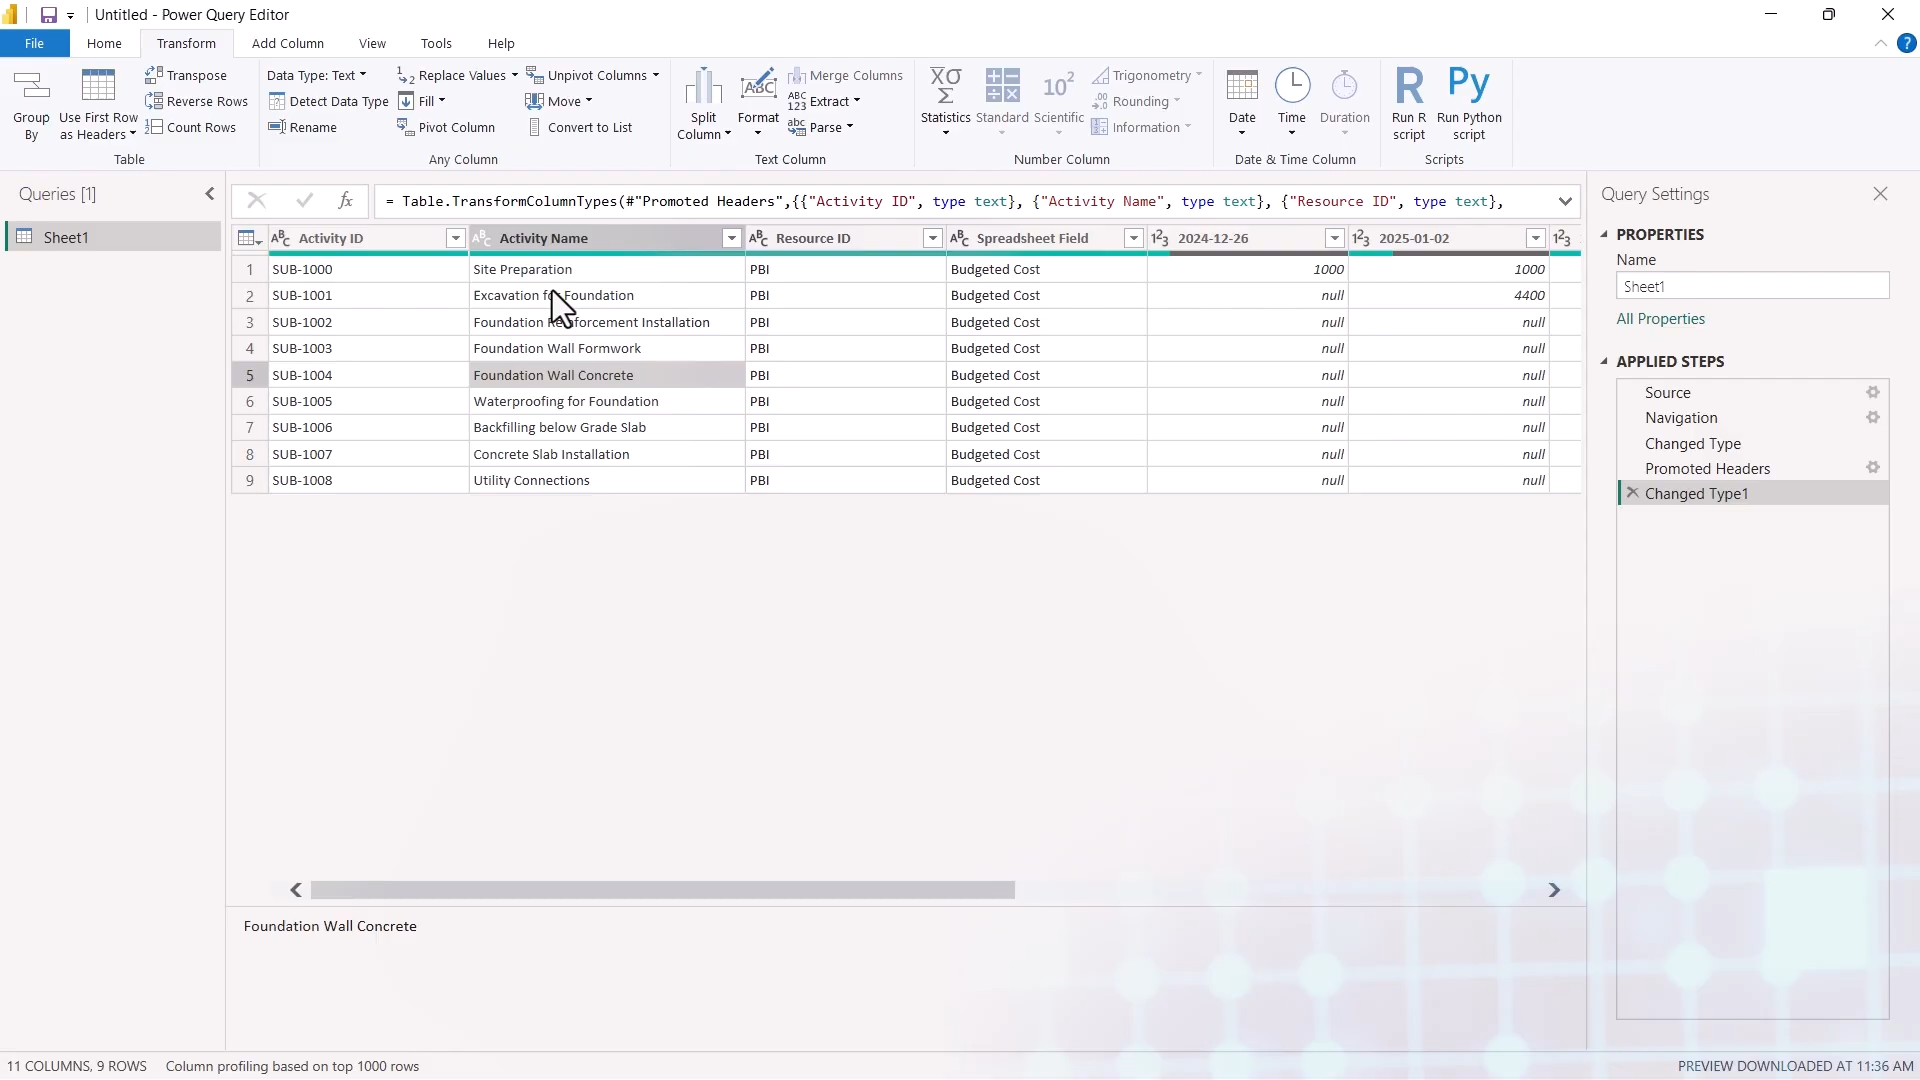 Untitled - Power Query Editor
File Home Transform Add Column View Tools Help
Group By
Use First Row as Headers
Transpose
Reverse Rows
Count Rows
Table
Data Type: Text
Detect Data Type
Rename
Replace Values
Fill
Pivot Column
Unpivot Columns
Move
Convert to List
Any Column
Split Column
Format
Merge Columns
Extract
Parse
Text Column
Statistics
Standard
Scientific
Trigonometry
Rounding
Information
Number Column
Date
Time
Duration
Date & Time Column
Run R script
Run Python script
Scripts
Queries [1]
Sheet1
fx
= Table.TransformColumnTypes(#"Promoted Headers",{{"Activity ID", type text}, {"Activity Name", type text}, {"Resource ID", type text},
Activity ID Activity Name Resource ID Spreadsheet Field 2024-12-26 2025-01-02
1 SUB-1000 Site Preparation PBI Budgeted Cost 1000 1000
2 SUB-1001 Excavation for Foundation PBI Budgeted Cost null 4400
3 SUB-1002 Foundation Reinforcement Installation PBI Budgeted Cost null null
4 SUB-1003 Foundation Wall Formwork PBI Budgeted Cost null null
5 SUB-1004 Foundation Wall Concrete PBI Budgeted Cost null null
6 SUB-1005 Waterproofing for Foundation PBI Budgeted Cost null null
7 SUB-1006 Backfilling below Grade Slab PBI Budgeted Cost null null
8 SUB-1007 Concrete Slab Installation PBI Budgeted Cost null null
9 SUB-1008 Utility Connections PBI Budgeted Cost null null
Foundation Wall Concrete
Query Settings
PROPERTIES
Name
Sheet1
All Properties
APPLIED STEPS
Source
Navigation
Changed Type
Promoted Headers
Changed Type1
11 COLUMNS, 9 ROWS Column profiling based on top 1000 rows
PREVIEW DOWNLOADED AT 11:36 AM